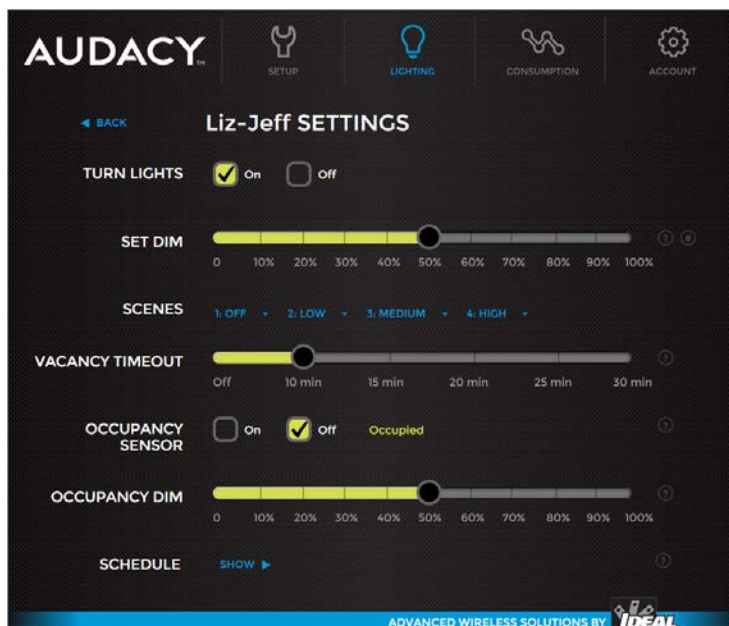 AUDACY™
SETUP LIGHTING CONSUMPTION ACCOUNT
◀ BACK Liz-Jeff SETTINGS
TURN LIGHTS On Off
SET DIM
0 10% 20% 30% 40% 50% 60% 70% 80% 90% 100%
SCENES 1: OFF 2: LOW 3: MEDIUM 4: HIGH
VACANCY TIMEOUT
Off 10 min 15 min 20 min 25 min 30 min
OCCUPANCY On Off Occupied
SENSOR
OCCUPANCY DIM
0 10% 20% 30% 40% 50% 60% 70% 80% 90% 100%
SCHEDULE SHOW ▶
ADVANCED WIRELESS SOLUTIONS BY IDEAL